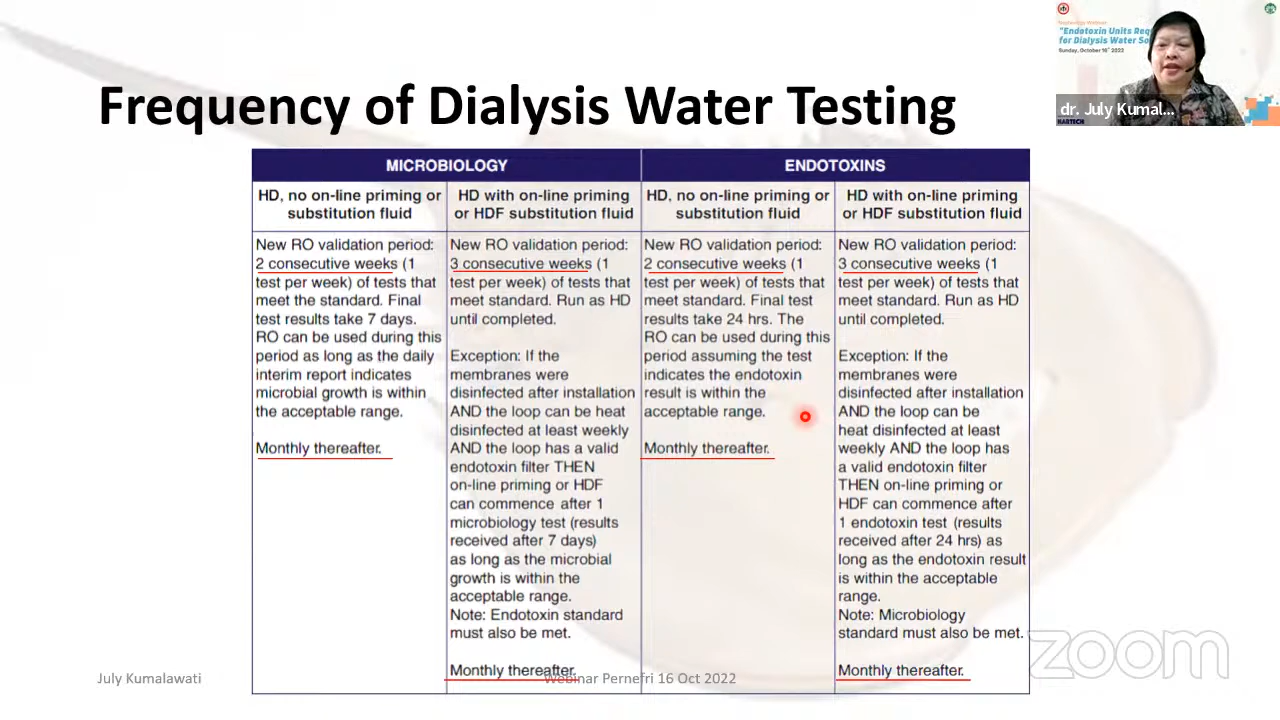 Frequency of Dialysis Water Testing
Nephrology Webinar
"Endotoxin Units Req
for Dialysis Water So
Sunday, October 16th 2022
dr. July Kumal...
MICROBIOLOGY
ENDOTOXINS
HD, no on-line priming or
substitution fluid
HD with on-line priming
or HDF substitution fluid
HD, no on-line priming or
substitution fluid
HD with on-line priming
or HDF substitution fluid
New RO validation period:
2 consecutive weeks (1
test per week) of tests that
meet the standard. Final
test results take 7 days.
RO can be used during this
period as long as the daily
interim report indicates
microbial growth is within
the acceptable range.
Monthly thereafter.
New RO validation period:
3 consecutive weeks (1
test per week) of tests that
meet standard. Run as HD
until completed.
Exception: If the
membranes were
disinfected after installation
AND the loop can be heat
disinfected at least weekly
AND the loop has a valid
endotoxin filter THEN
on-line priming or HDF
can commence after 1
microbiology test (results
received after 7 days)
as long as the microbial
growth is within the
acceptable range.
Note: Endotoxin standard
must also be met.
Monthly thereafter.
New RO validation period:
2 consecutive weeks (1
test per week) of tests that
meet standard. Final test
results take 24 hrs. The
RO can be used during this
period assuming the test
indicates the endotoxin
result is within the
acceptable range.
Monthly thereafter.
New RO validation period:
3 consecutive weeks (1
test per week) of tests that
meet standard. Run as HD
until completed.
Exception: If the
membranes were
disinfected after installation
AND the loop can be
heat disinfected at least
weekly AND the loop has
a valid endotoxin filter
THEN on-line priming or
HDF can commence after
1 endotoxin test (results
received after 24 hrs) as
long as the endotoxin result
is within the acceptable
range.
Note: Microbiology
standard must also be met.
Monthly thereafter.
July Kumalawati
Webinar Pernefri 16 Oct 2022
zoom